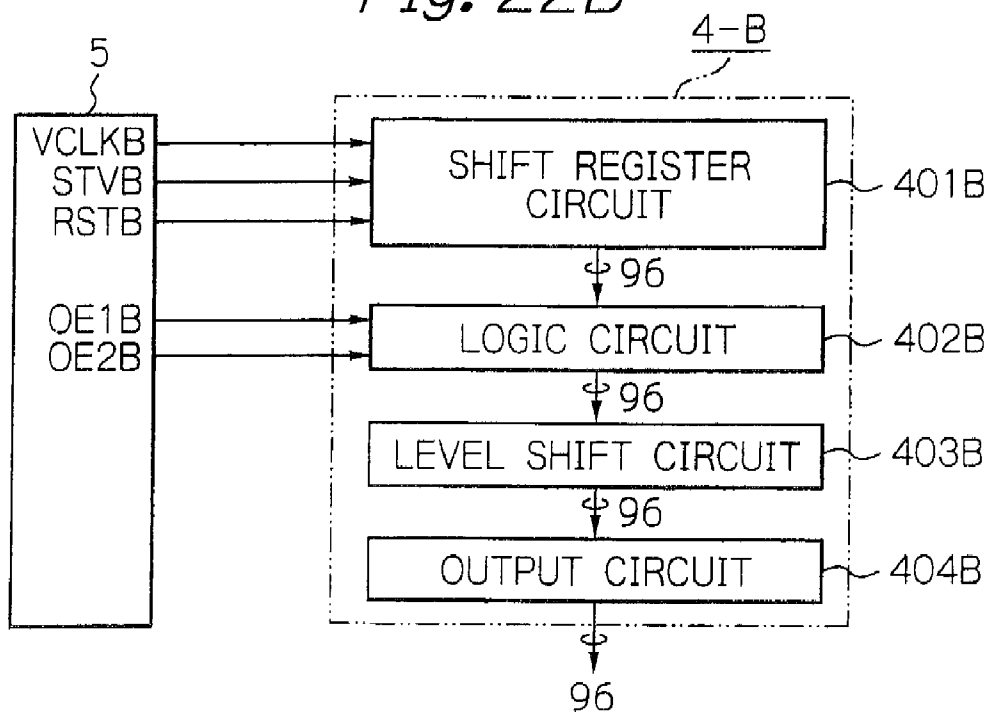 Fig. 22B
4-B
5
VCLKB
STVB
RSTB
SHIFT REGISTER
CIRCUIT
401B
96
OE1B
OE2B
LOGIC CIRCUIT
402B
96
LEVEL SHIFT CIRCUIT
403B
96
OUTPUT CIRCUIT
404B
96